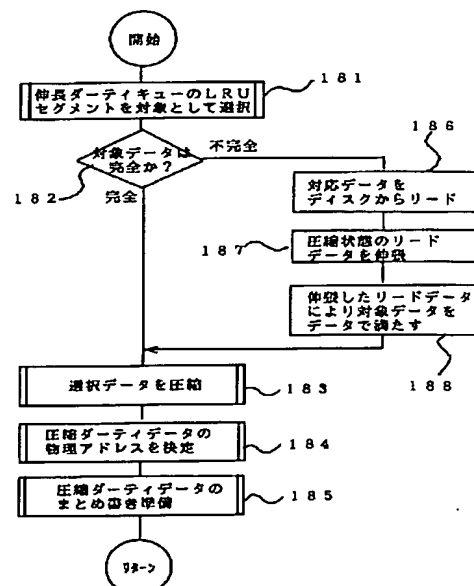 開始
181
伸長ダーティキューのLRU
セグメントを対象として選択
対象データは
完全か？
不完全
182
完全
186
対応データを
ディスクからリード
187
圧縮状態のリード
データを伸張
伸張したリードデータ
により対象データを
データで満たす
188
選択データを圧縮
183
圧縮ダーティデータの
物理アドレスを決定
184
圧縮ダーティデータの
まとめ書き準備
185
リターン